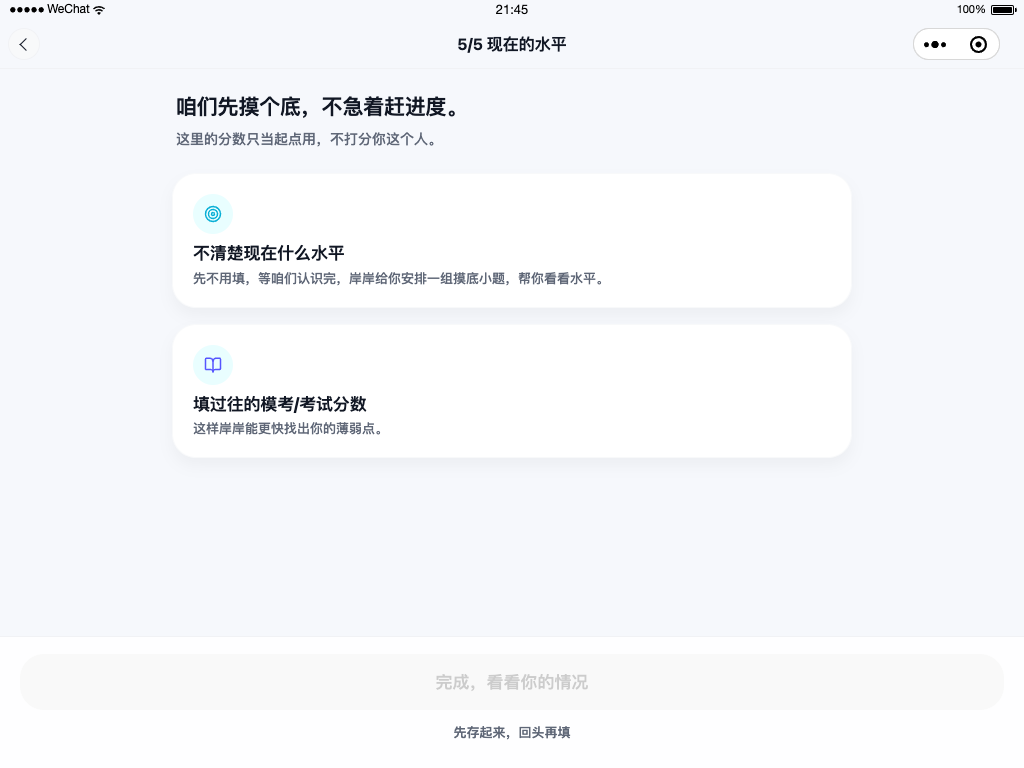 ●●●●● WeChat
21:45
100%
5/5 现在的水平
咱们先摸个底，不急着赶进度。
这里的分数只当起点用，不打分你这个人。
不清楚现在什么水平
先不用填，等咱们认识完，岸岸给你安排一组摸底小题，帮你看看水平。
填过往的模考/考试分数
这样岸岸能更快找出你的薄弱点。
完成，看看你的情况
先存起来，回头再填